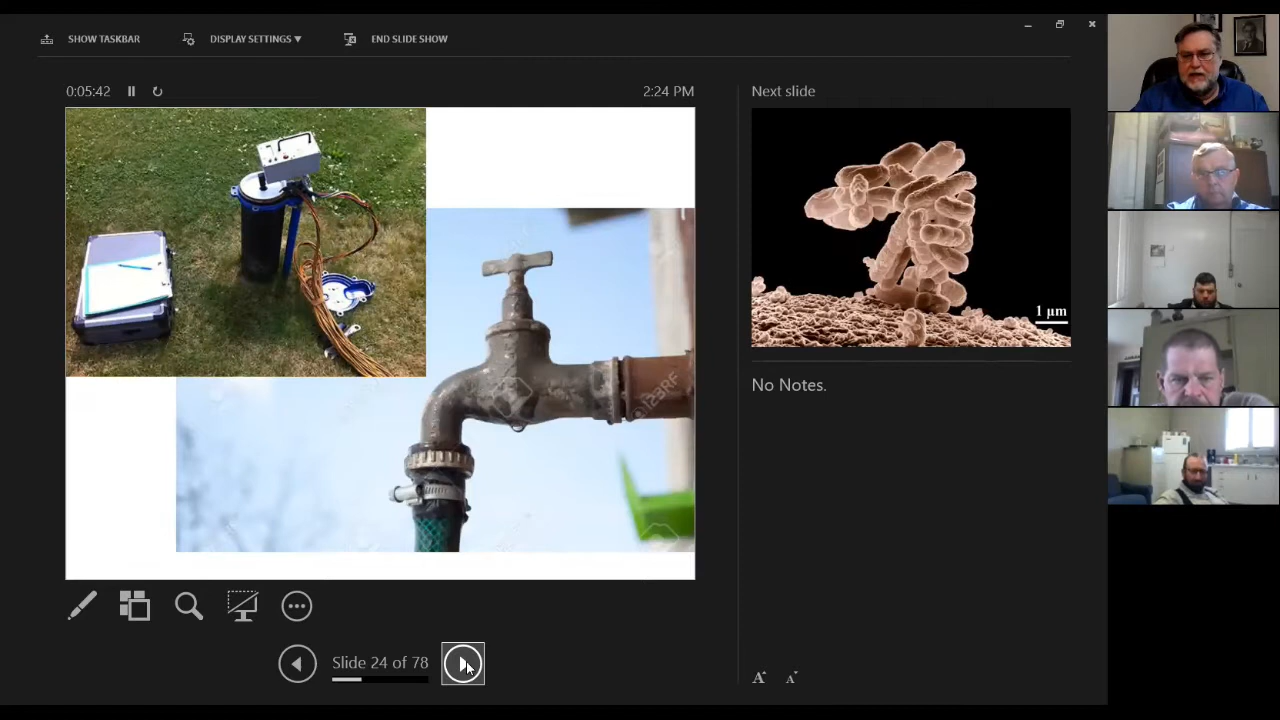 SHOW TASKBAR
DISPLAY SETTINGS ▼
END SLIDE SHOW
0:05:42
2:24 PM
Next slide
1 µm
©123RF
No Notes.
Slide 24 of 78
A
A